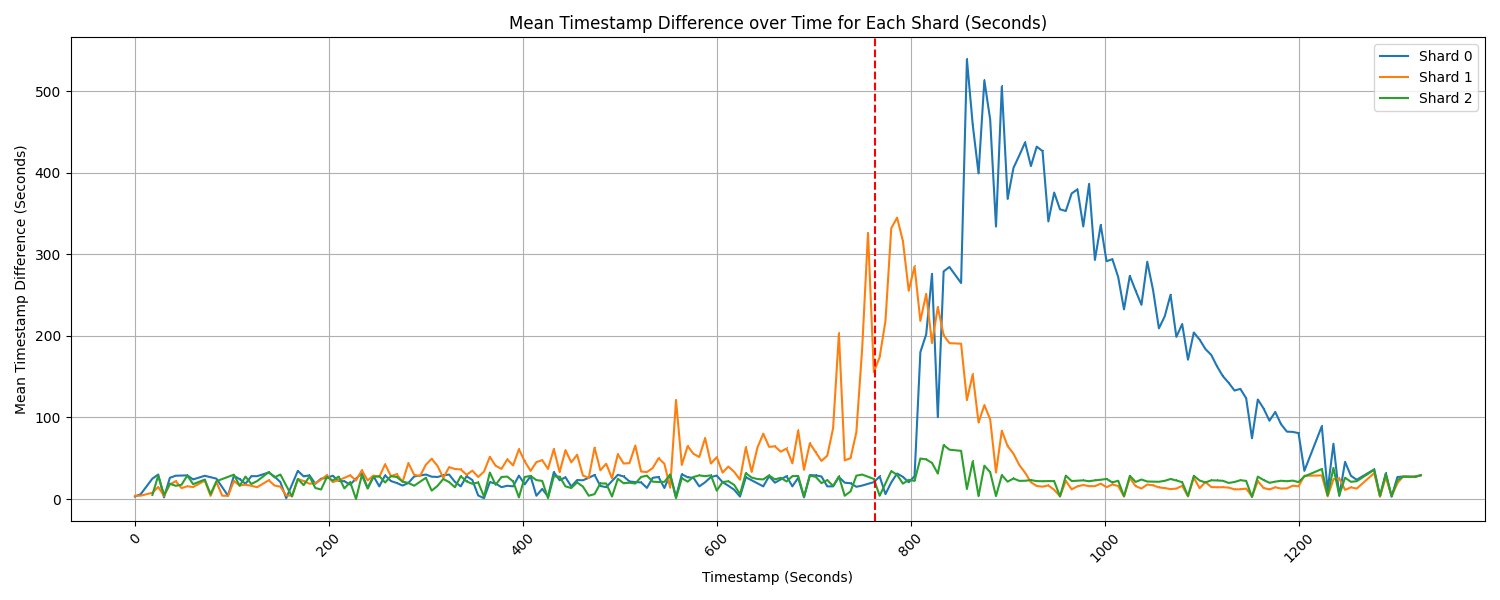 Mean Timestamp Difference over Time for Each Shard (Seconds)
Shard 0
Shard 1
Shard 2
Mean Timestamp Difference (Seconds)
500
400
300
200
100
0
0
200
400
600
800
1000
1200
Timestamp (Seconds)